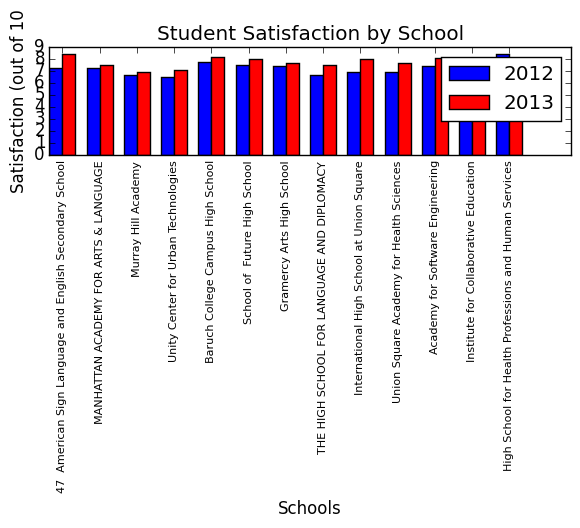 Student Satisfaction by School
Satisfaction (out of 10
9
8
7
6
5
4
3
2
1
0
2012
2013
47 American Sign Language and English Secondary School
MANHATTAN ACADEMY FOR ARTS & LANGUAGE
Murray Hill Academy
Unity Center for Urban Technologies
Baruch College Campus High School
School of Future High School
Gramercy Arts High School
THE HIGH SCHOOL FOR LANGUAGE AND DIPLOMACY
International High School at Union Square
Union Square Academy for Health Sciences
Academy for Software Engineering
Institute for Collaborative Education
High School for Health Professions and Human Services
Schools